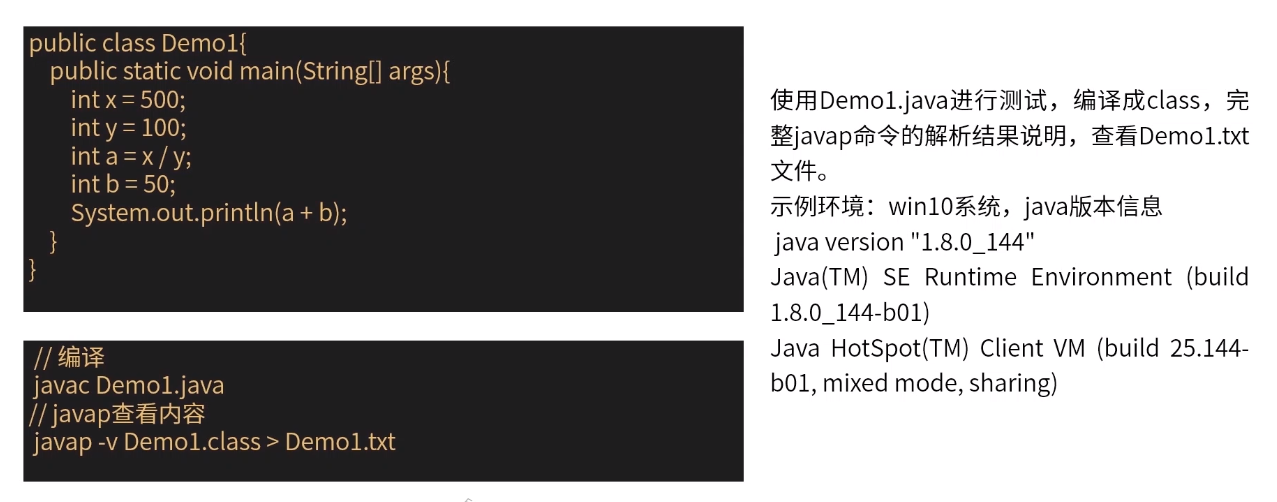 public class Demo1{
    public static void main(String[] args){
        int x = 500;
        int y = 100;
        int a = x / y;
        int b = 50;
        System.out.println(a + b);
    }
}
// 编译
javac Demo1.java
// javap查看内容
javap -v Demo1.class > Demo1.txt
使用Demo1.java进行测试，编译成class，完
整javap命令的解析结果说明，查看Demo1.txt
文件。
示例环境：win10系统，java版本信息
java version "1.8.0_144"
Java(TM) SE Runtime Environment (build
1.8.0_144-b01)
Java HotSpot(TM) Client VM (build 25.144-
b01, mixed mode, sharing)